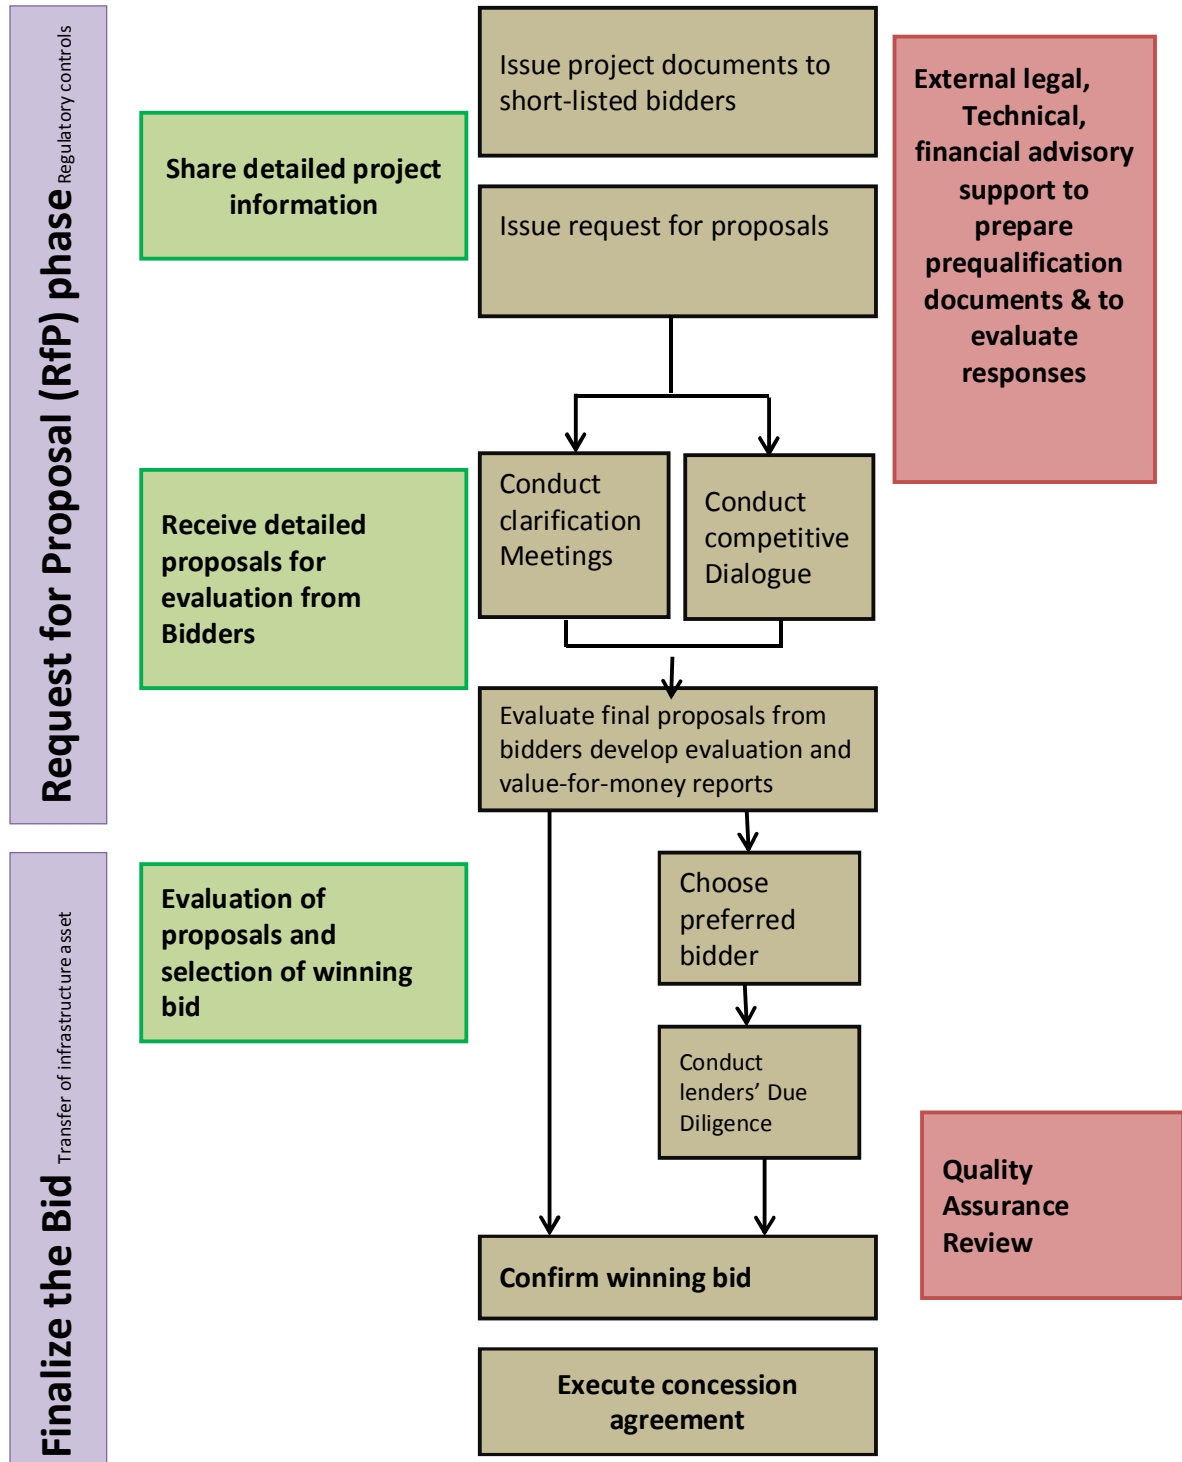 Request for Proposal (RfP) phase Regulatory controls
Issue project documents to
short-listed bidders
External legal,
Technical,
financial advisory
support to
prepare
prequalification
documents & to
evaluate
responses
Share detailed project
information
Issue request for proposals
Conduct
clarification
Meetings
Conduct
competitive
Dialogue
Receive detailed
proposals for
evaluation from
Bidders
Evaluate final proposals from
bidders develop evaluation and
value-for-money reports
Finalize the Bid Transfer of infrastructure asset
Evaluation of
proposals and
selection of winning
bid
Choose
preferred
bidder
Conduct
lenders’ Due
Diligence
Quality
Assurance
Review
Confirm winning bid
Execute concession
agreement